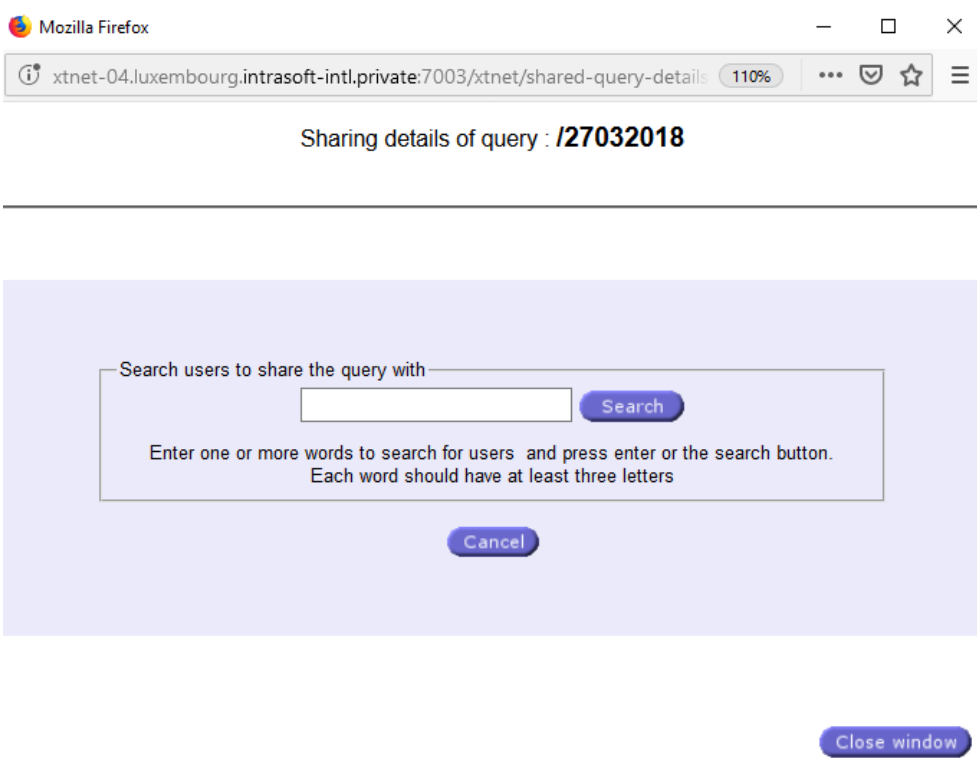 Mozilla Firefox
xtnet-04.luxembourg.intrasoft-intl.private:7003/xtnet/shared-query-details 110%
Sharing details of query : /27032018
Search users to share the query with
Search
Enter one or more words to search for users and press enter or the search button.
Each word should have at least three letters
Cancel
Close window